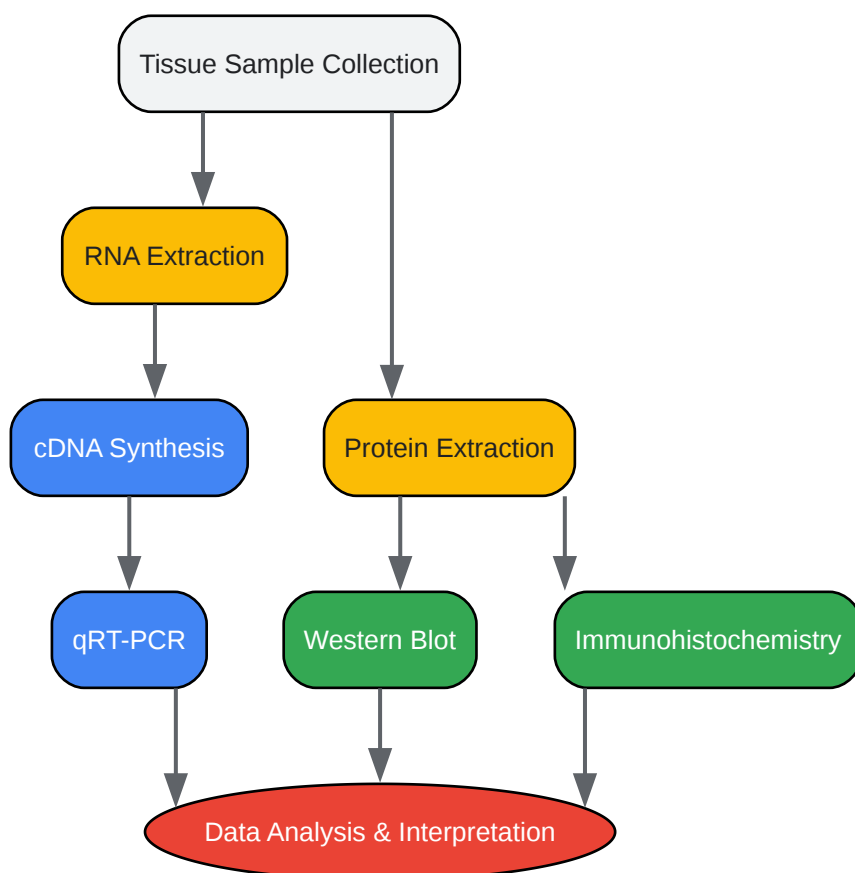 Tissue Sample Collection
RNA Extraction
cDNA Synthesis
Protein Extraction
qRT-PCR
Western Blot
Immunohistochemistry
Data Analysis & Interpretation